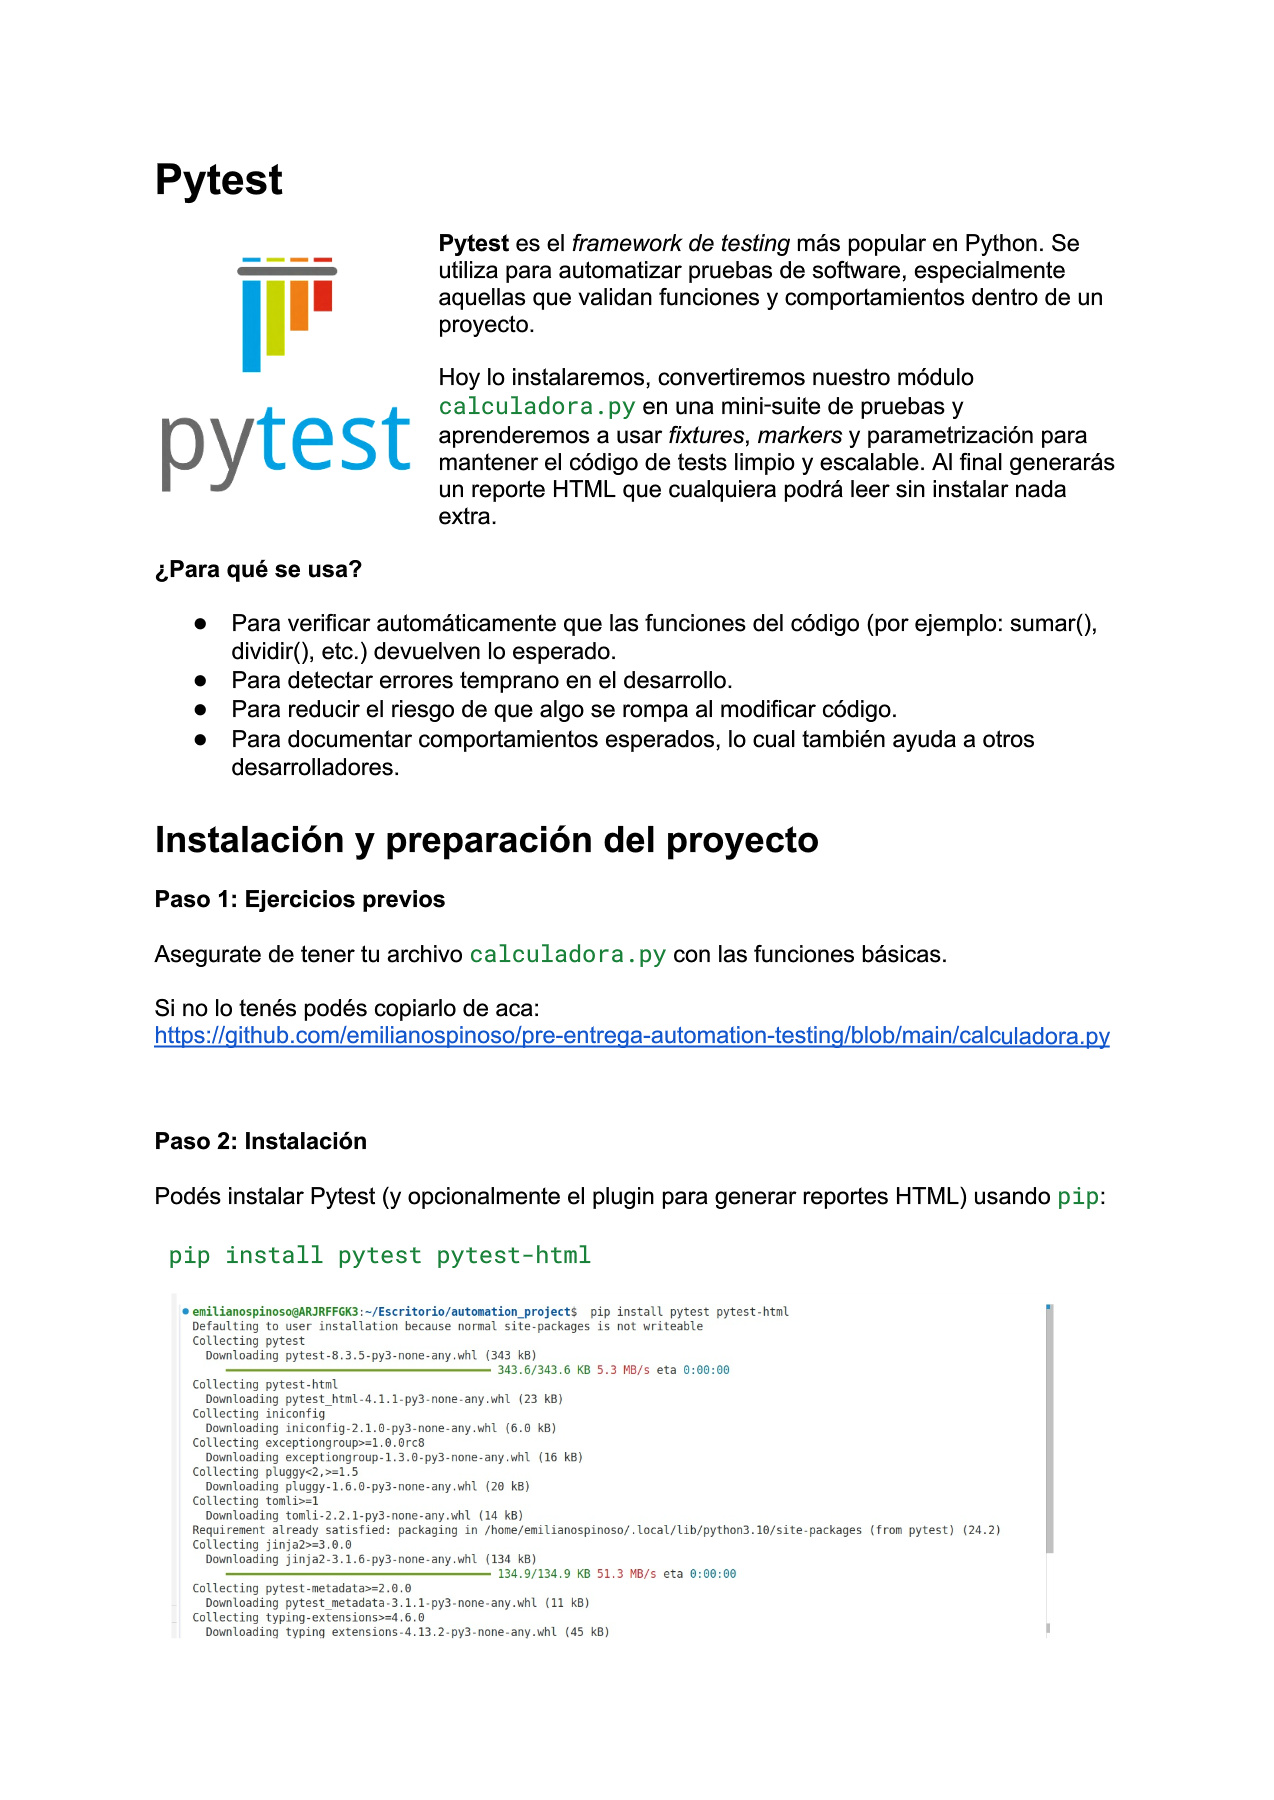 Pytest
pytest
Pytest es el framework de testing más popular en Python. Se
utiliza para automatizar pruebas de software, especialmente
aquellas que validan funciones y comportamientos dentro de un
proyecto.
Hoy lo instalaremos, convertiremos nuestro módulo
calculadora.py en una mini-suite de pruebas y
aprenderemos a usar fixtures, markers y parametrización para
mantener el código de tests limpio y escalable. Al final generarás
un reporte HTML que cualquiera podrá leer sin instalar nada
extra.
¿Para qué se usa?
● Para verificar automáticamente que las funciones del código (por ejemplo: sumar(),
dividir(), etc.) devuelven lo esperado.
● Para detectar errores temprano en el desarrollo.
● Para reducir el riesgo de que algo se rompa al modificar código.
● Para documentar comportamientos esperados, lo cual también ayuda a otros
desarrolladores.
Instalación y preparación del proyecto
Paso 1: Ejercicios previos
Asegurate de tener tu archivo calculadora.py con las funciones básicas.
Si no lo tenés podés copiarlo de aca:
https://github.com/emilianospinoso/pre-entrega-automation-testing/blob/main/calculadora.py
Paso 2: Instalación
Podés instalar Pytest (y opcionalmente el plugin para generar reportes HTML) usando pip:
pip install pytest pytest-html
emilianospinoso@ARJRFFGK3:~/Escritorio/automation_project$ pip install pytest pytest-html
Defaulting to user installation because normal site-packages is not writeable
Collecting pytest
Downloading pytest-8.3.5-py3-none-any.whl (343 kB)
343.6/343.6 KB 5.3 MB/s eta 0:00:00
Collecting pytest-html
Downloading pytest_html-4.1.1-py3-none-any.whl (23 kB)
Collecting iniconfig
Downloading iniconfig-2.1.0-py3-none-any.whl (6.0 kB)
Collecting exceptiongroup>=1.0.0rc8
Downloading exceptiongroup-1.3.0-py3-none-any.whl (16 kB)
Collecting pluggy<2,>=1.5
Downloading pluggy-1.6.0-py3-none-any.whl (20 kB)
Collecting tomli>=1
Downloading tomli-2.2.1-py3-none-any.whl (14 kB)
Requirement already satisfied: packaging in /home/emilianospinoso/.local/lib/python3.10/site-packages (from pytest) (24.2)
Collecting jinja2>=3.0.0
Downloading jinja2-3.1.6-py3-none-any.whl (134 kB)
134.9/134.9 KB 51.3 MB/s eta 0:00:00
Collecting pytest-metadata>=2.0.0
Downloading pytest_metadata-3.1.1-py3-none-any.whl (11 kB)
Collecting typing-extensions>=4.6.0
Downloading typing_extensions-4.13.2-py3-none-any.whl (45 kB)